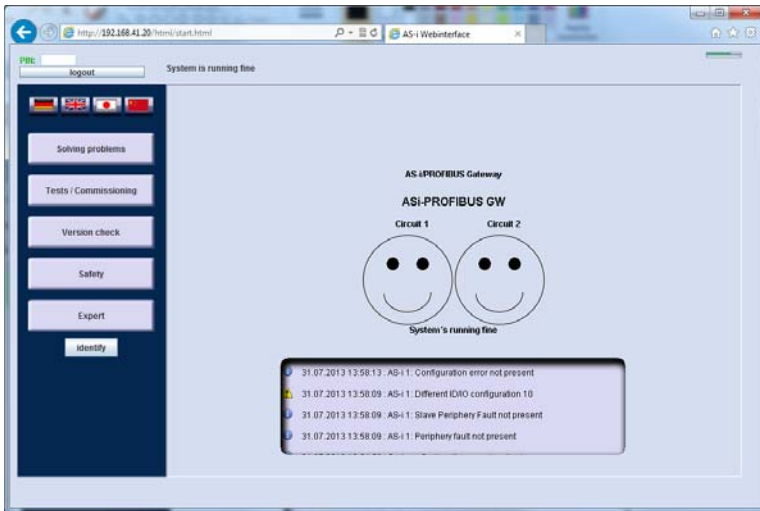 http://192.168.41.20/html/start.html
AS-i Webinterface
PIN:
logout
System is running fine
Solving problems
Tests / Commissioning
Version check
Safety
Expert
identify
AS-i/PROFIBUS Gateway
ASi-PROFIBUS GW
Circuit 1 Circuit 2
System's running fine
31.07.2013 13:58:13 : AS-i 1: Configuration error not present
31.07.2013 13:58:09 : AS-i 1: Different ID/IO configuration 10
31.07.2013 13:58:09 : AS-i 1: Slave Periphery Fault not present
31.07.2013 13:58:09 : AS-i 1: Periphery fault not present